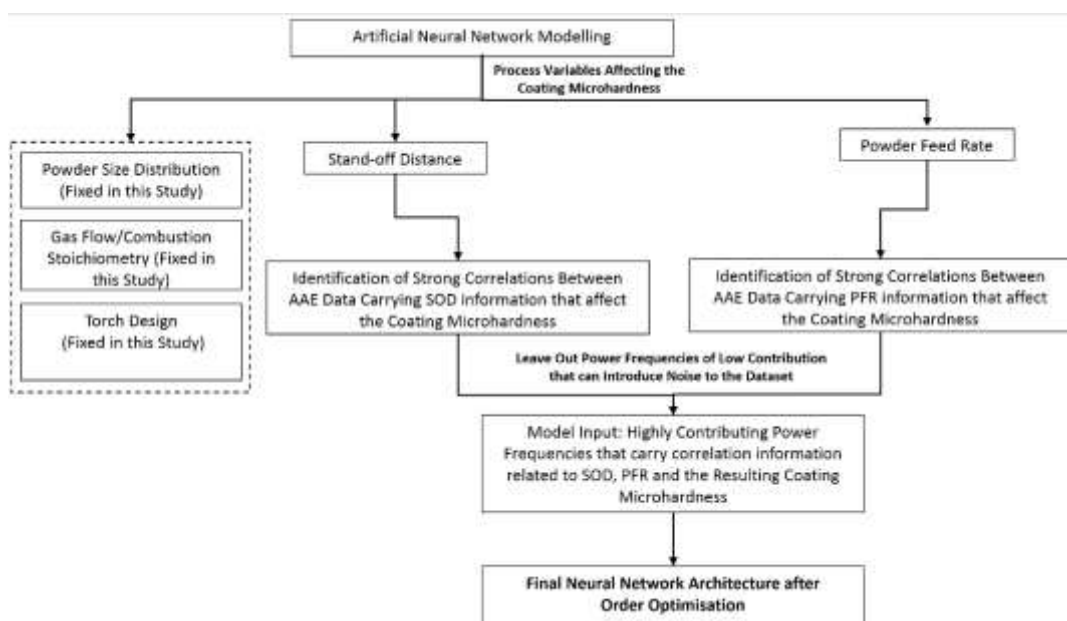 Artificial Neural Network Modelling
Process Variables Affecting the
Coating Microhardness
Powder Size Distribution
(Fixed in this Study)
Gas Flow/Combustion
Stoichiometry (Fixed in
this Study)
Torch Design
(Fixed in this Study)
Stand-off Distance
Powder Feed Rate
Identification of Strong Correlations Between
AAE Data Carrying SOD information that affect
the Coating Microhardness
Identification of Strong Correlations Between
AAE Data Carrying PFR information that affect
the Coating Microhardness
Leave Out Power Frequencies of Low Contribution
that can Introduce Noise to the Dataset
Model Input: Highly Contributing Power
Frequencies that carry correlation information
related to SOD, PFR and the Resulting Coating
Microhardness
Final Neural Network Architecture after
Order Optimisation